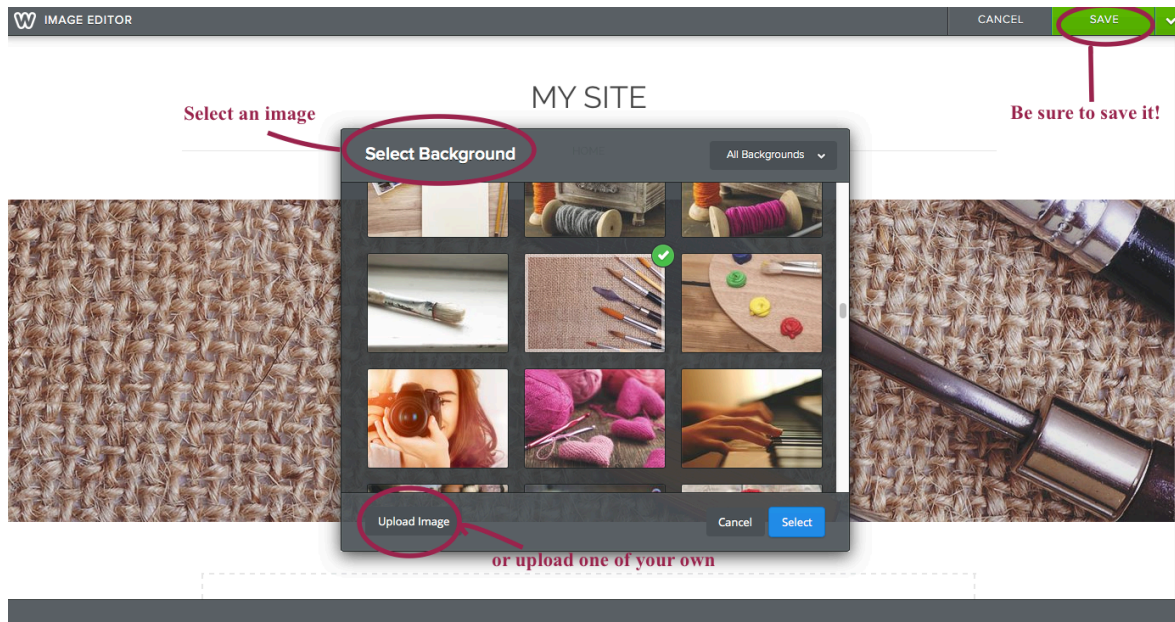 IMAGE EDITOR
CANCEL
SAVE
MY SITE
Select an image
Be sure to save it!
Select Background
HOME
All Backgrounds
Upload Image
Cancel
Select
or upload one of your own